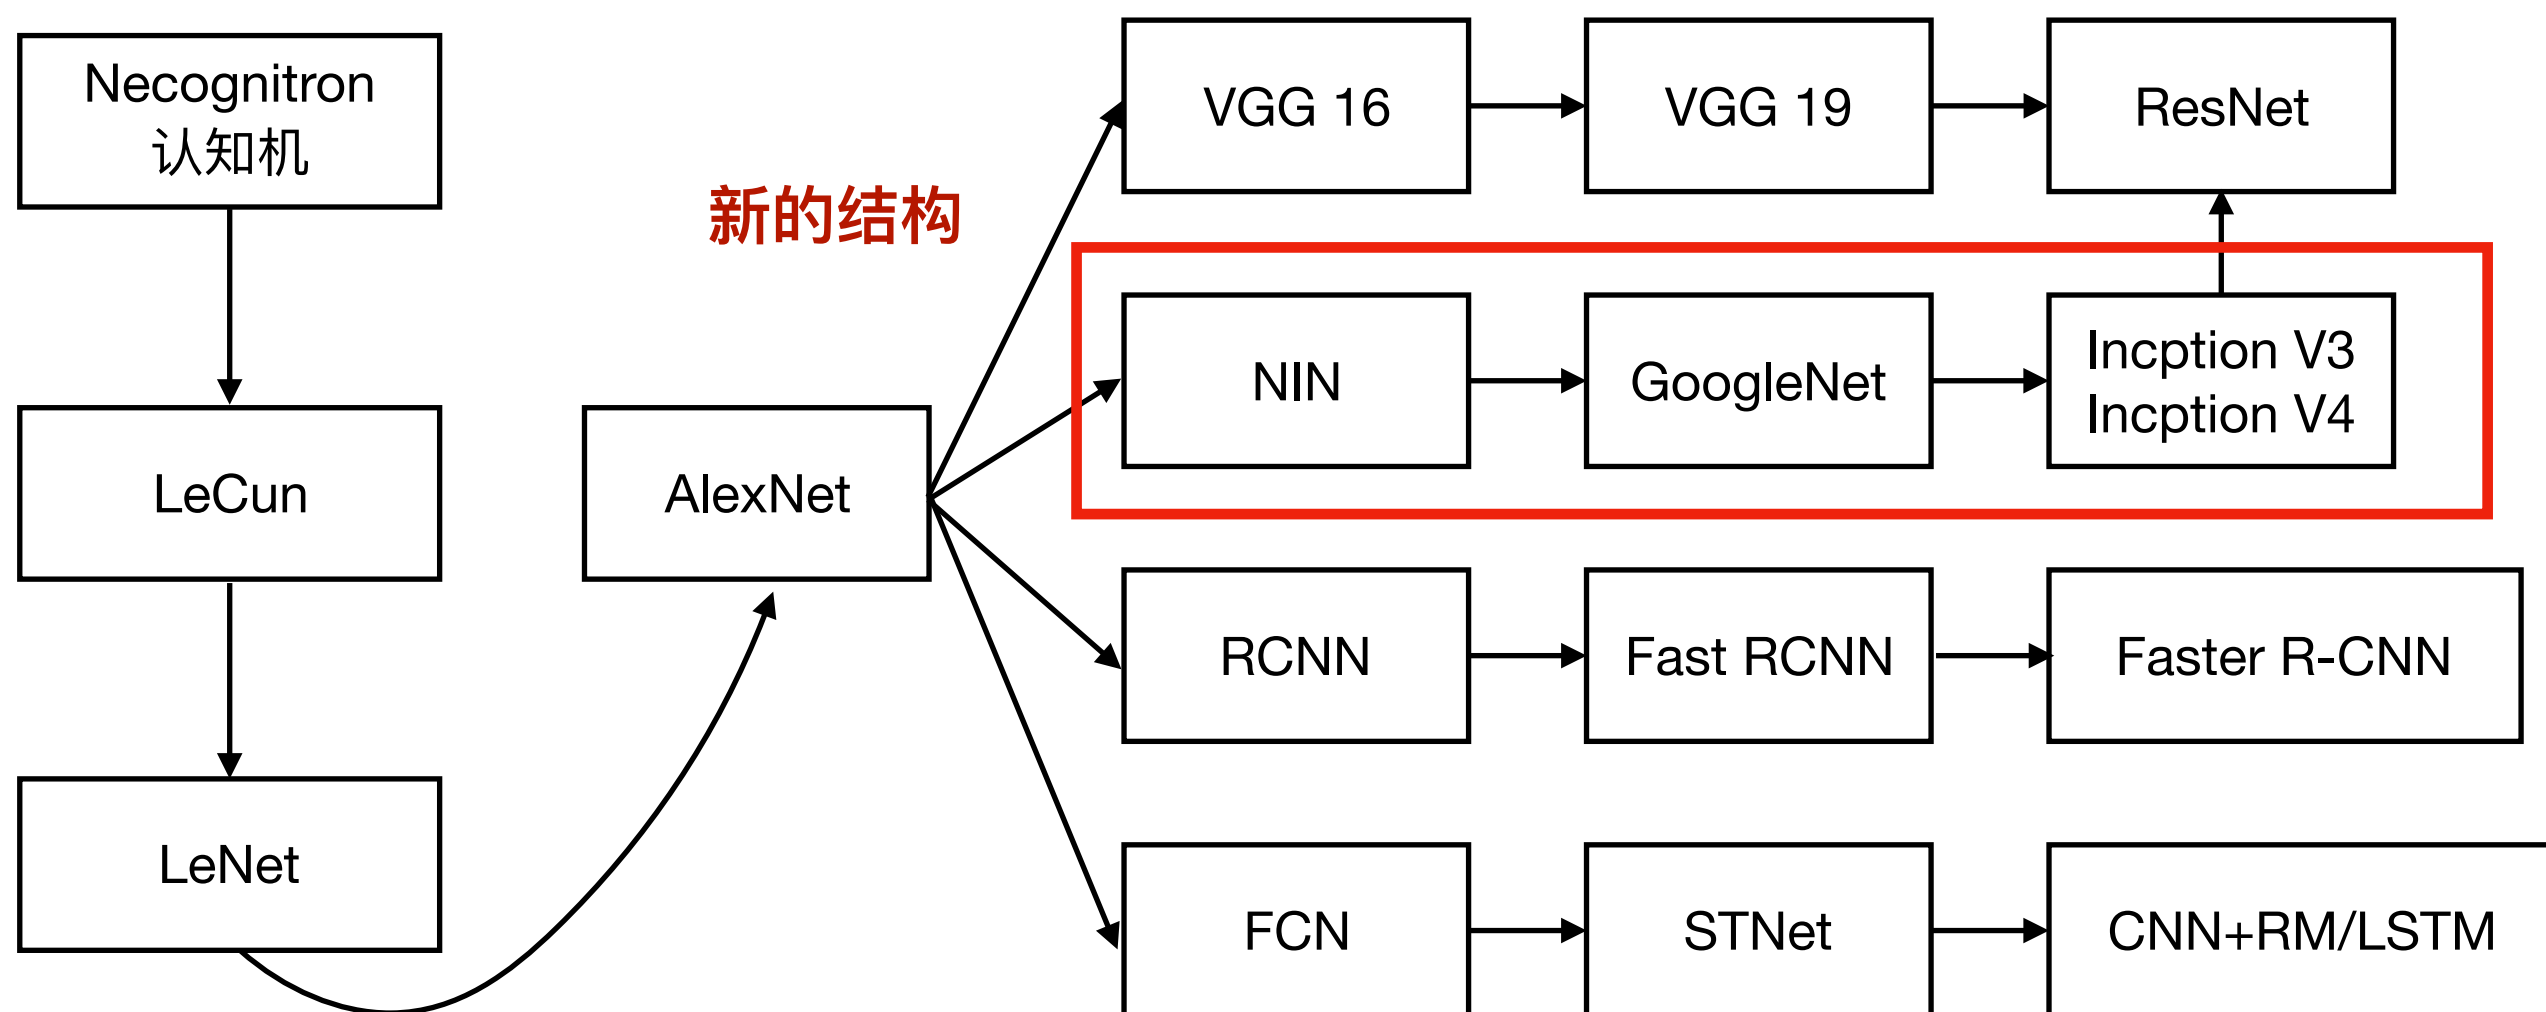 Necognitron
认知机
LeCun
LeNet
AlexNet
新的结构
VGG 16
VGG 19
ResNet
NIN
GoogleNet
Incption V3
Incption V4
RCNN
Fast RCNN
Faster R-CNN
FCN
STNet
CNN+RM/LSTM